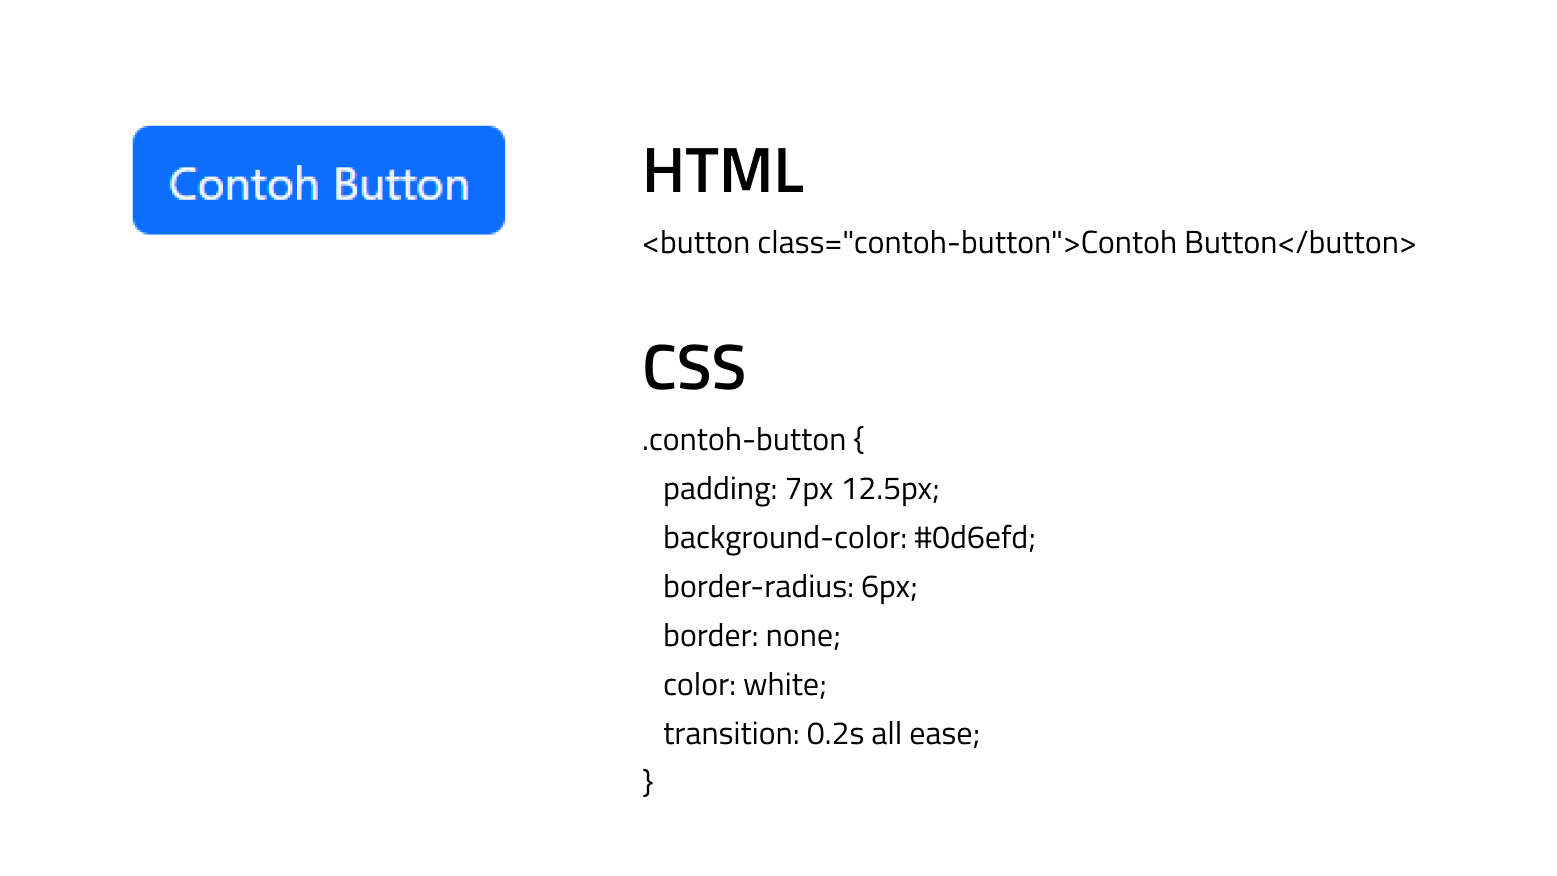 Contoh Button
HTML
<button class="contoh-button">Contoh Button</button>
CSS
.contoh-button {
padding: 7px 12.5px;
background-color: #0d6efd;
border-radius: 6px;
border: none;
color: white;
transition: 0.2s all ease;
}